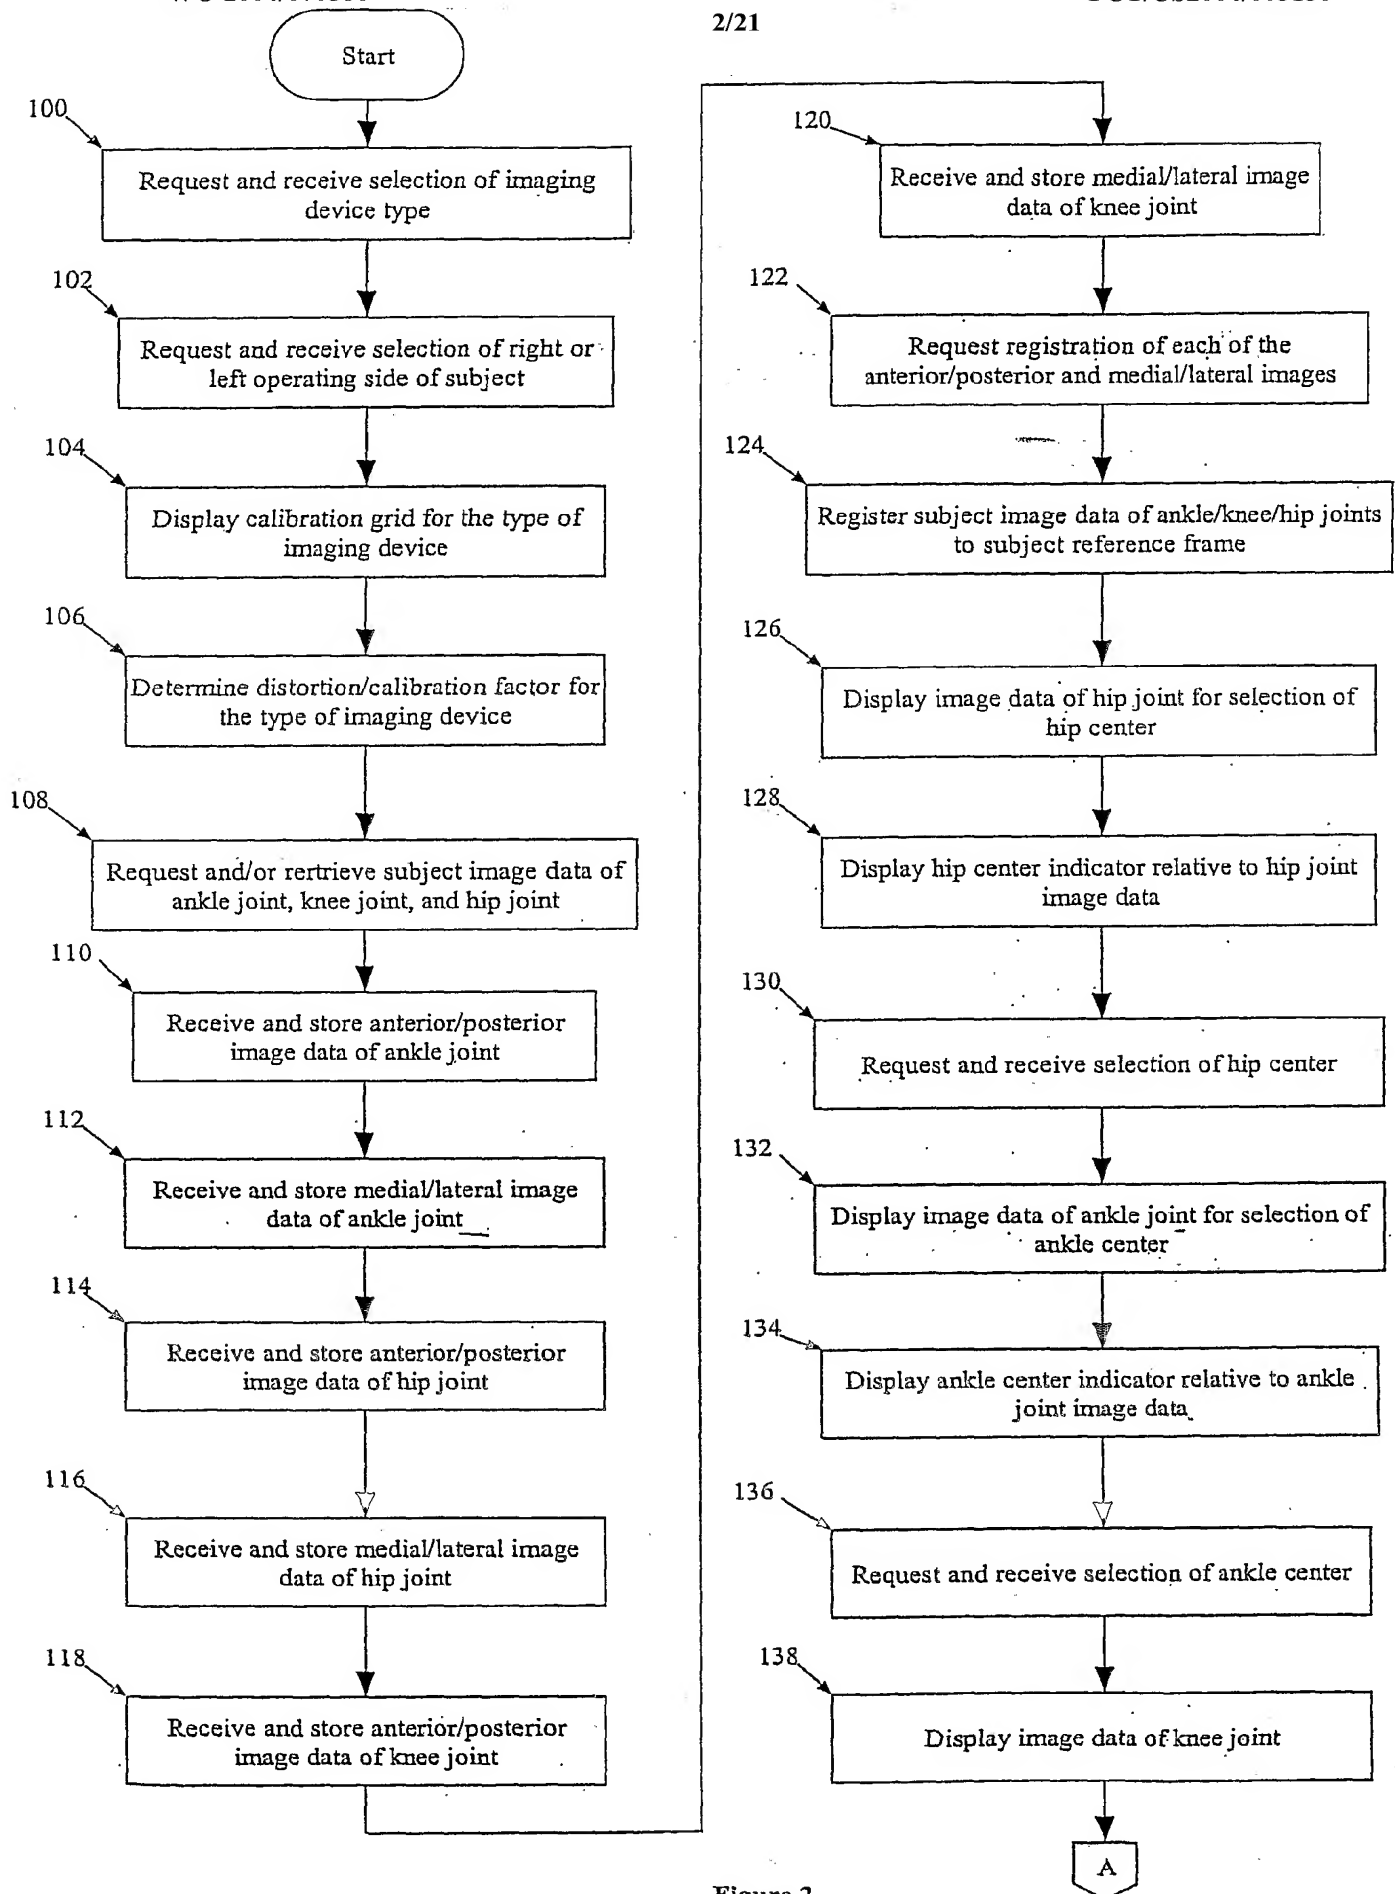 2/21
Start
100
Request and receive selection of imaging
device type
102
Request and receive selection of right or
left operating side of subject
104
Display calibration grid for the type of
imaging device
106
Determine distortion/calibration factor for
the type of imaging device
108
Request and/or rertrieve subject image data of
ankle joint, knee joint, and hip joint
110
Receive and store anterior/posterior
image data of ankle joint
112
Receive and store medial/lateral image
data of ankle joint
114
Receive and store anterior/posterior
image data of hip joint
116
Receive and store medial/lateral image
data of hip joint
118
Receive and store anterior/posterior
image data of knee joint
120
Receive and store medial/lateral image
data of knee joint
122
Request registration of each of the
anterior/posterior and medial/lateral images
124
Register subject image data of ankle/knee/hip joints
to subject reference frame
126
Display image data of hip joint for selection of
hip center
128
Display hip center indicator relative to hip joint
image data
130
Request and receive selection of hip center
132
Display image data of ankle joint for selection of
ankle center
134
Display ankle center indicator relative to ankle
joint image data
136
Request and receive selection of ankle center
138
Display image data of knee joint
A